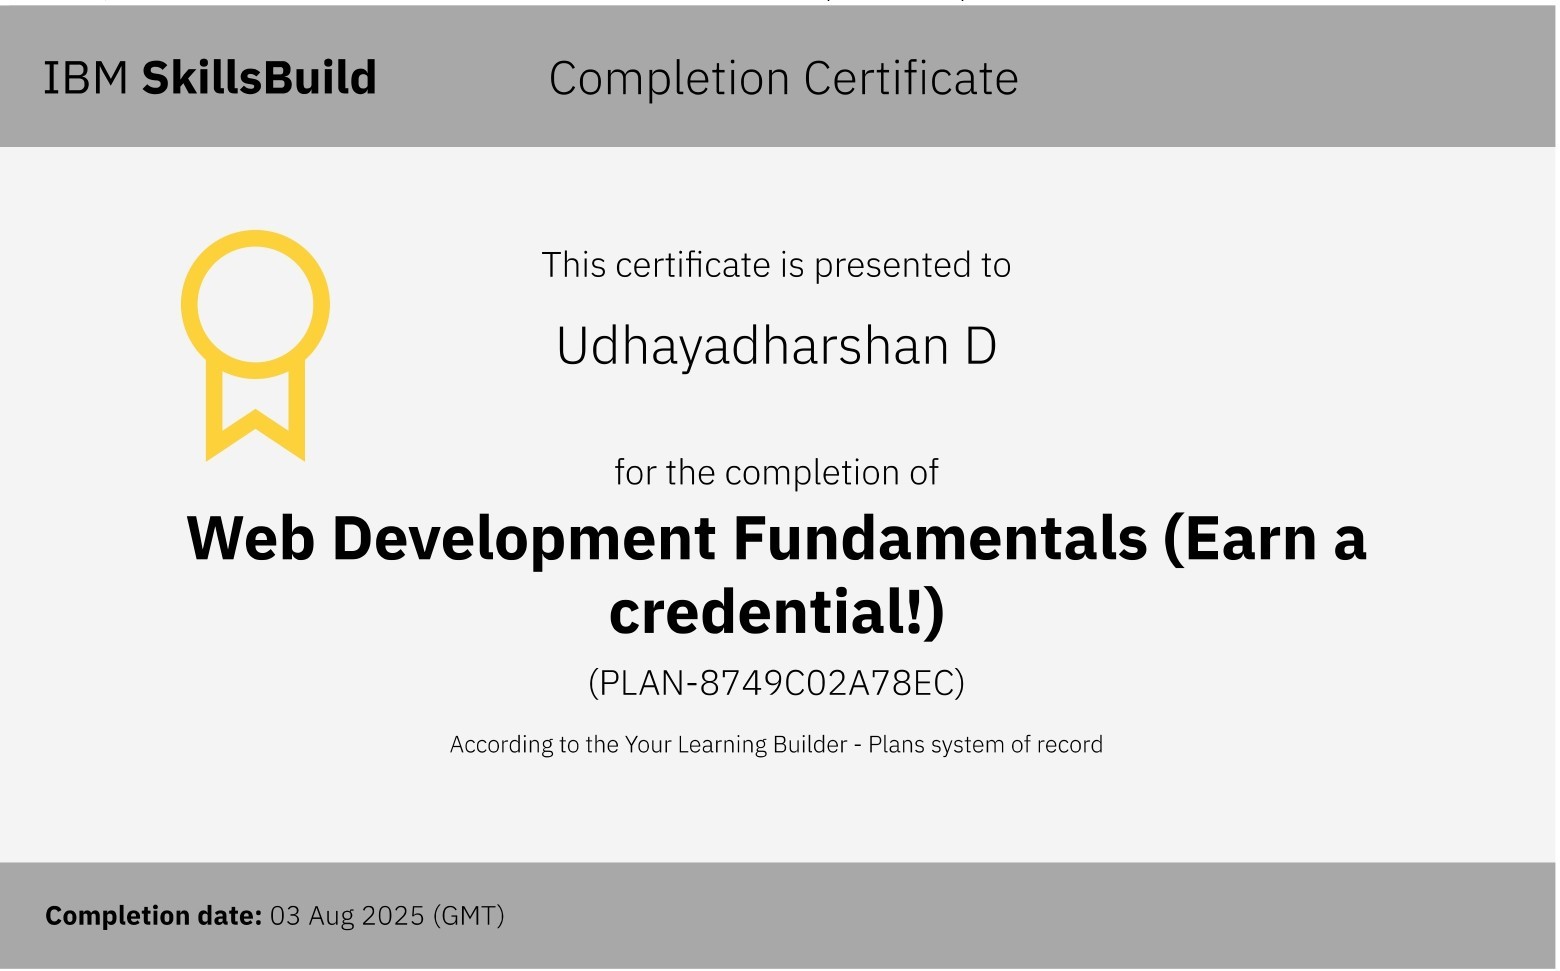 IBM SkillsBuild
Completion Certificate
This certificate is presented to
Udhayadharshan D
for the completion of
Web Development Fundamentals (Earn a
credential!)
(PLAN-8749C02A78EC)
According to the Your Learning Builder - Plans system of record
Completion date: 03 Aug 2025 (GMT)